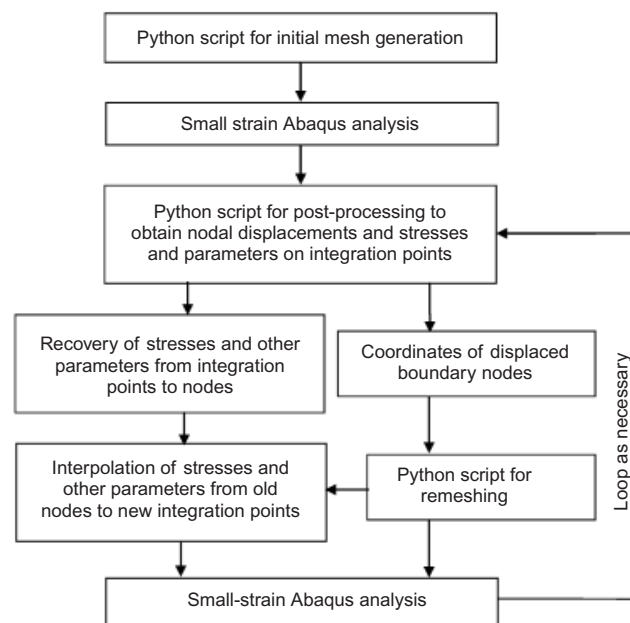 Python script for initial mesh generation
Small strain Abaqus analysis
Python script for post-processing to
obtain nodal displacements and stresses
and parameters on integration points
Recovery of stresses and other
parameters from integration
points to nodes
Coordinates of displaced
boundary nodes
Interpolation of stresses and
other parameters from old
nodes to new integration points
Python script for
remeshing
Loop as necessary
Small-strain Abaqus analysis